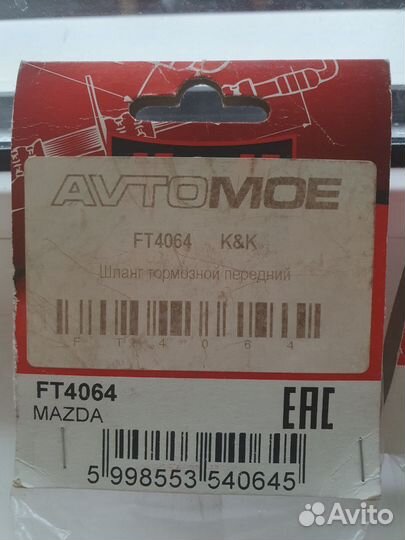 AVTOMOE
FT4064 K&K
Шланг тормозной передний
F T 4 0 6 4
FT4064
MAZDA
EAC
5 998553 540645
Avito